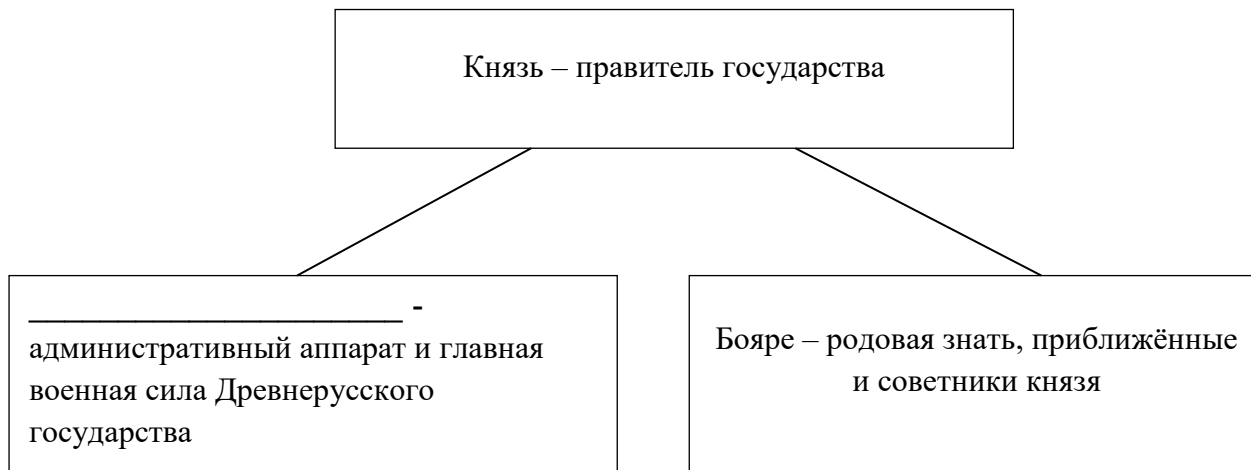 Князь – правитель государства
______________________ -
административный аппарат и главная
военная сила Древнерусского
государства
Бояре – родовая знать, приближённые
и советники князя